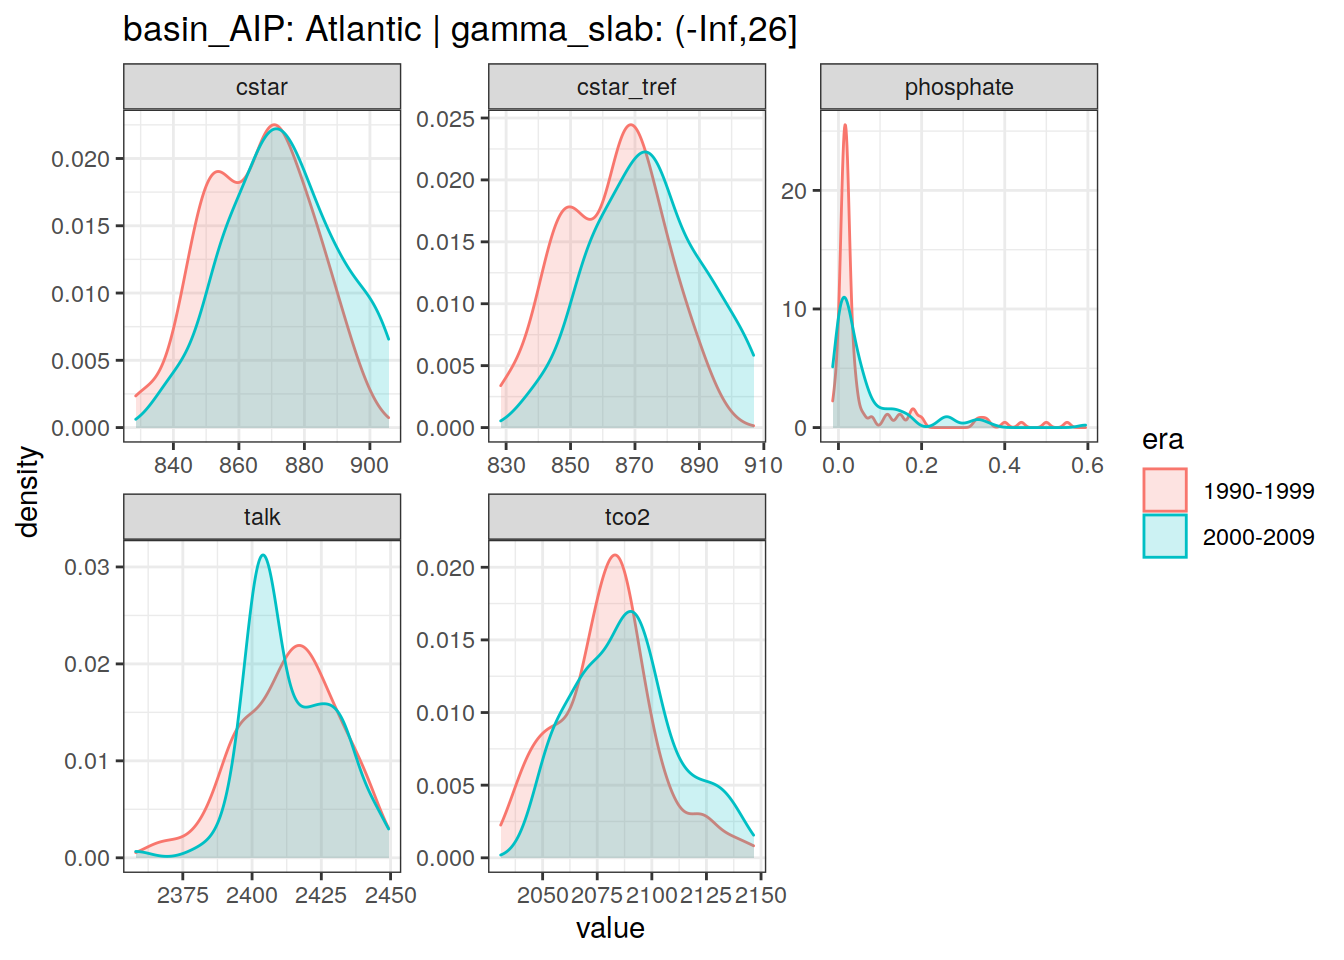 basin_AIP: Atlantic | gamma_slab: (-Inf,26]
cstar
cstar_tref
phosphate
0.000
0.005
0.010
0.015
0.020
840 860 880 900
0.000
0.005
0.010
0.015
0.020
0.025
830 850 870 890 910
0
10
20
0.0 0.2 0.4 0.6
talk
tco2
0.00
0.01
0.02
0.03
2375 2400 2425 2450
0.000
0.005
0.010
0.015
0.020
2050 2075 2100 2125 2150
density
value
era
1990-1999
2000-2009